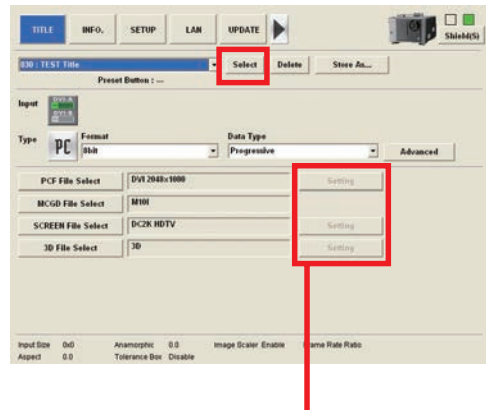 TITLE INFO. SETUP LAN UPDATE Shield(S)
030 : TEST Title Select Delete Store As...
Preset Button : ---
Input DVI-A
DVI-B
Type PC Format Data Type
8bit Progressive Advanced
PCF File Select DVI 2048x1080 Setting
MCGD File Select M10I
SCREEN File Select DC2K HDTV Setting
3D File Select 3D Setting
Input Size 0x0 Anamorphic 0.0 Image Scaler Enable Frame Rate Ratio
Aspect 0.0 Tolerance Box Disable